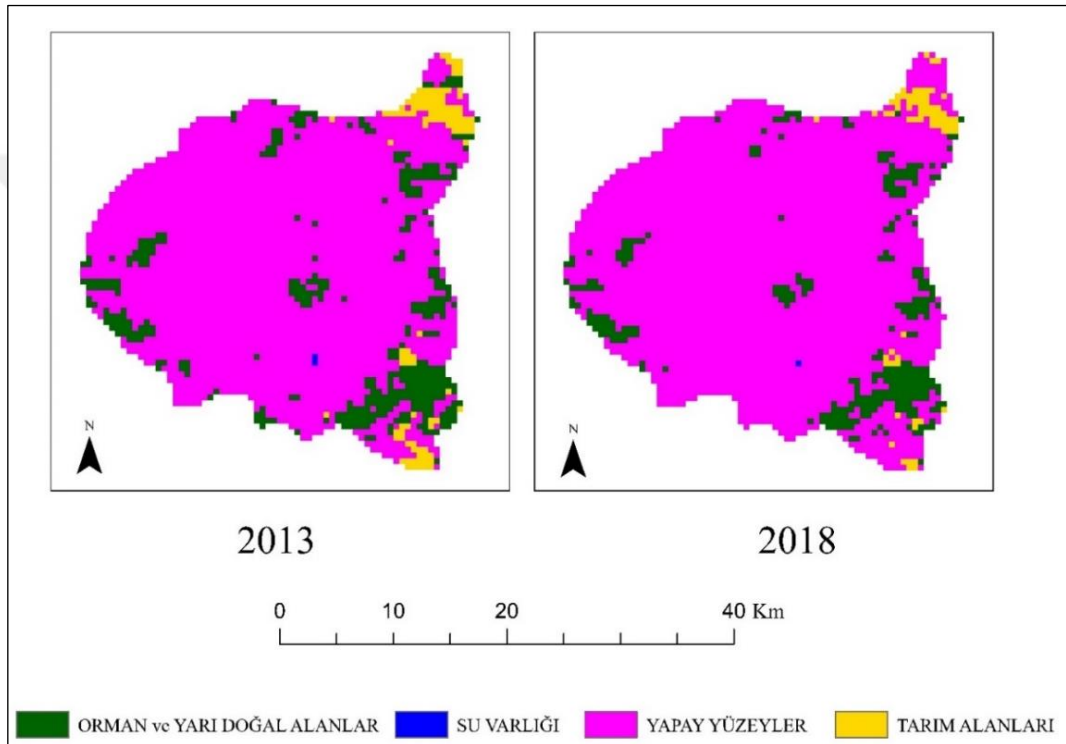 N
N
2013
2018
0 10 20 40 Km
ORMAN ve YARI DOĞAL ALANLAR SU VARLIĞI YAPAY YÜZEYLER TARIM ALANLARI